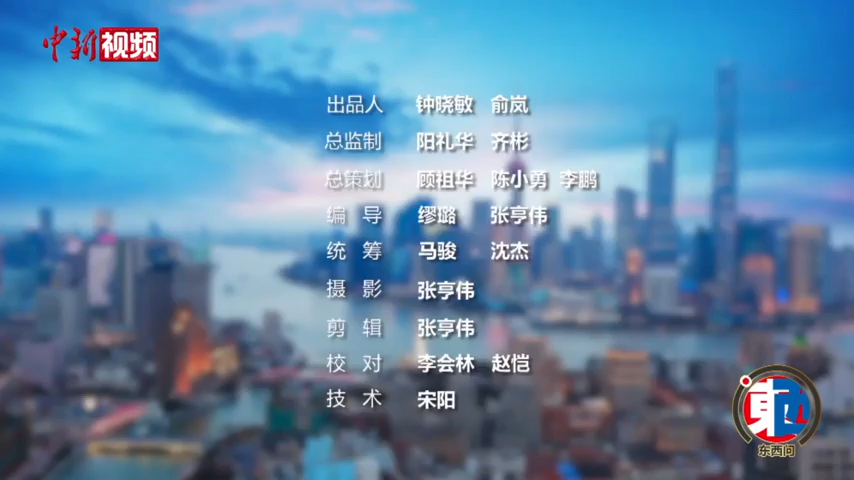 中新视频
出品人 钟晓敏 俞岚
总监制 阳礼华 齐彬
总策划 顾祖华 陈小勇 李鹏
编导 缪璐 张亨伟
统筹 马骏 沈杰
摄影 张亨伟
剪辑 张亨伟
校对 李会林 赵恺
技术 宋阳
东西问